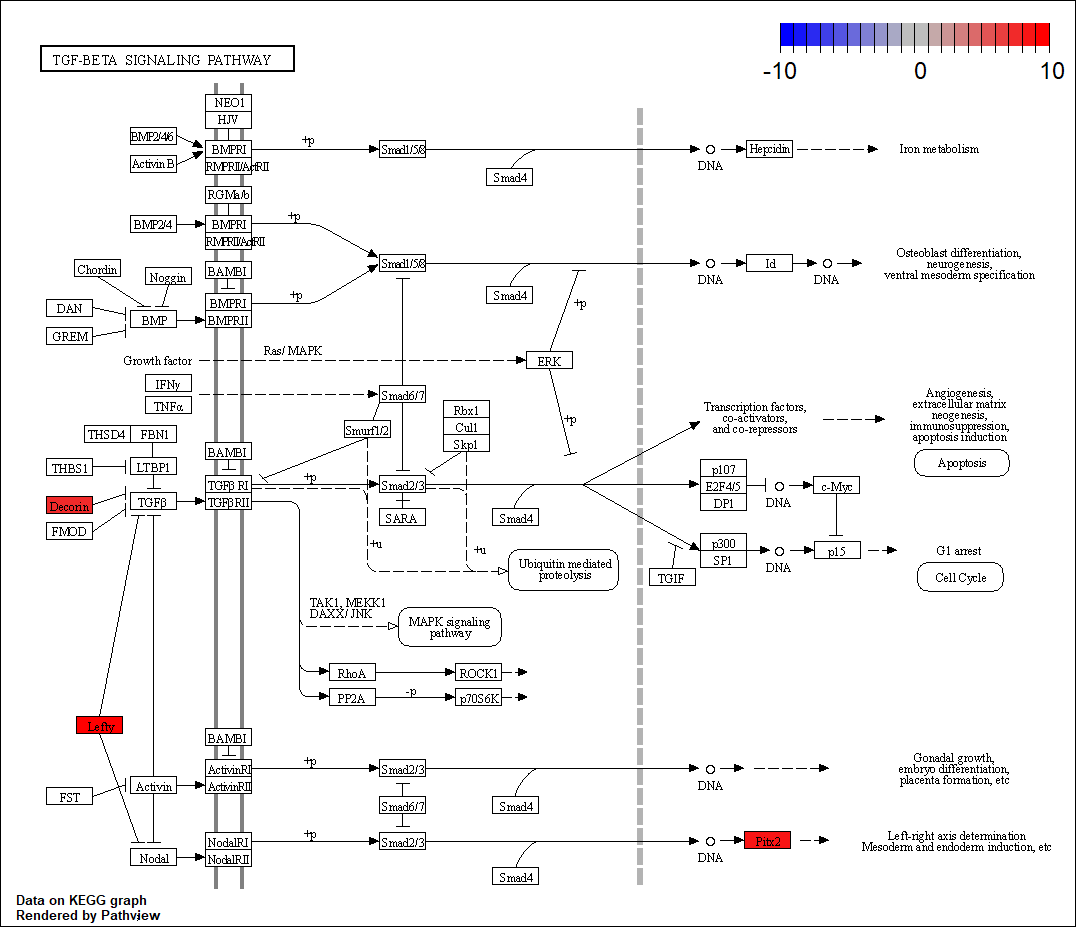 TGF-BETA SIGNALING PATHWAY
-10 0 10
NEO1
HJV
BMP2/4/6
Activin B
BMPRI
RMPRII/ActRII
+p
Smad1/5/8
Smad4
DNA
Hepcidin
Iron metabolism
RGMa/b
BMP2/4
BMPRI
RMPRII/ActRII
+p
Smad1/5/8
Smad4
DNA
Id
DNA
Osteoblast differentiation,
neurogenesis,
ventral mesoderm specification
Chordin
Noggin
BAMBI
DAN
GREM
BMP
BMPRI
BMPRII
+p
+p
Growth factor
Ras/ MAPK
ERK
IFNγ
TNFα
Smad6/7
+p
Rbx1
Cul1
Skp1
Smurf1/2
Transcription factors,
co-activators,
and co-repressors
Angiogenesis,
extracellular matrix
neogenesis,
immunosuppression,
apoptosis induction
Apoptosis
THSD4
FBN1
THBS1
LTBP1
BAMBI
Decorin
TGFβ
FMOD
TGFβ RI
TGFβRII
+p
Smad2/3
SARA
Smad4
p107
E2F4/5
DP1
DNA
c-Myc
p300
SP1
DNA
p15
G1 arrest
Cell Cycle
TGIF
+u
+u
Ubiquitin mediated
proteolysis
TAK1, MEKK1
DAXX/ JNK
MAPK signaling
pathway
RhoA
ROCK1
PP2A
-p
p70S6K
Lefty
BAMBI
ActivinRI
ActivinRII
FST
Activin
+p
Smad2/3
Smad4
DNA
Gonadal growth,
embryo differentiation,
placenta formation, etc
Smad6/7
Nodal
NodalRI
NodalRII
+p
Smad2/3
Smad4
DNA
Pitx2
Left-right axis determination
Mesoderm and endoderm induction, etc
Data on KEGG graph
Rendered by Pathview